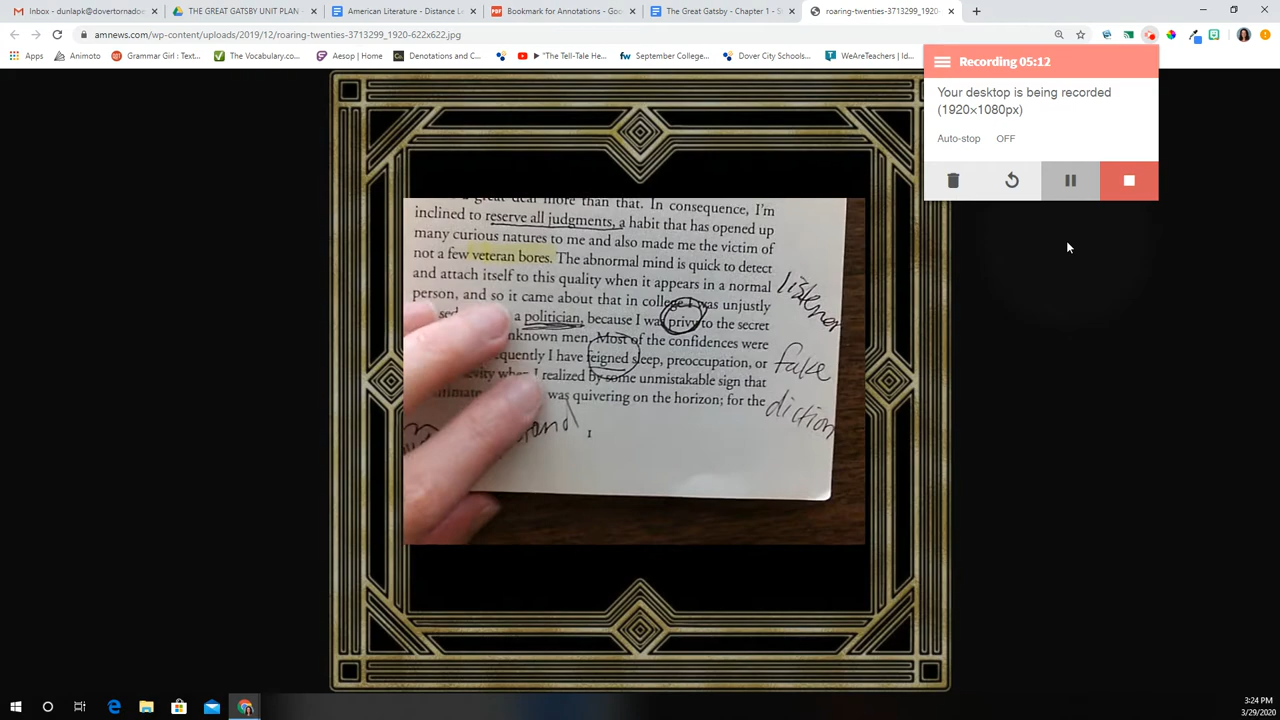 Inbox - dunlapk@dovertornado
THE GREAT GATSBY UNIT PLAN -
American Literature - Distance L
Bookmark for Annotations - Goo
The Great Gatsby - Chapter 1 - S
roaring-twenties-3713299_1920-
amnews.com/wp-content/uploads/2019/12/roaring-twenties-3713299_1920-622x622.jpg
Apps
Animoto
Grammar Girl : Text...
The Vocabulary.co...
Aesop | Home
Denotations and C...
"The Tell-Tale He...
September College...
Dover City Schools...
WeAreTeachers | Id...
Recording 05:12
Your desktop is being recorded
(1920×1080px)
Auto-stop OFF
great deal more than that. In consequence, I'm
inclined to reserve all judgments, a habit that has opened up
many curious natures to me and also made me the victim of
not a few veteran bores. The abnormal mind is quick to detect
and attach itself to this quality when it appears in a normal
person, and so it came about that in college I was unjustly
a politician, because I was privy to the secret
unknown men. Most of the confidences were
I have feigned sleep, preoccupation, or
when I realized by some unmistakable sign that
was quivering on the horizon; for the
listener
fake
diction
3:24 PM
3/29/2020